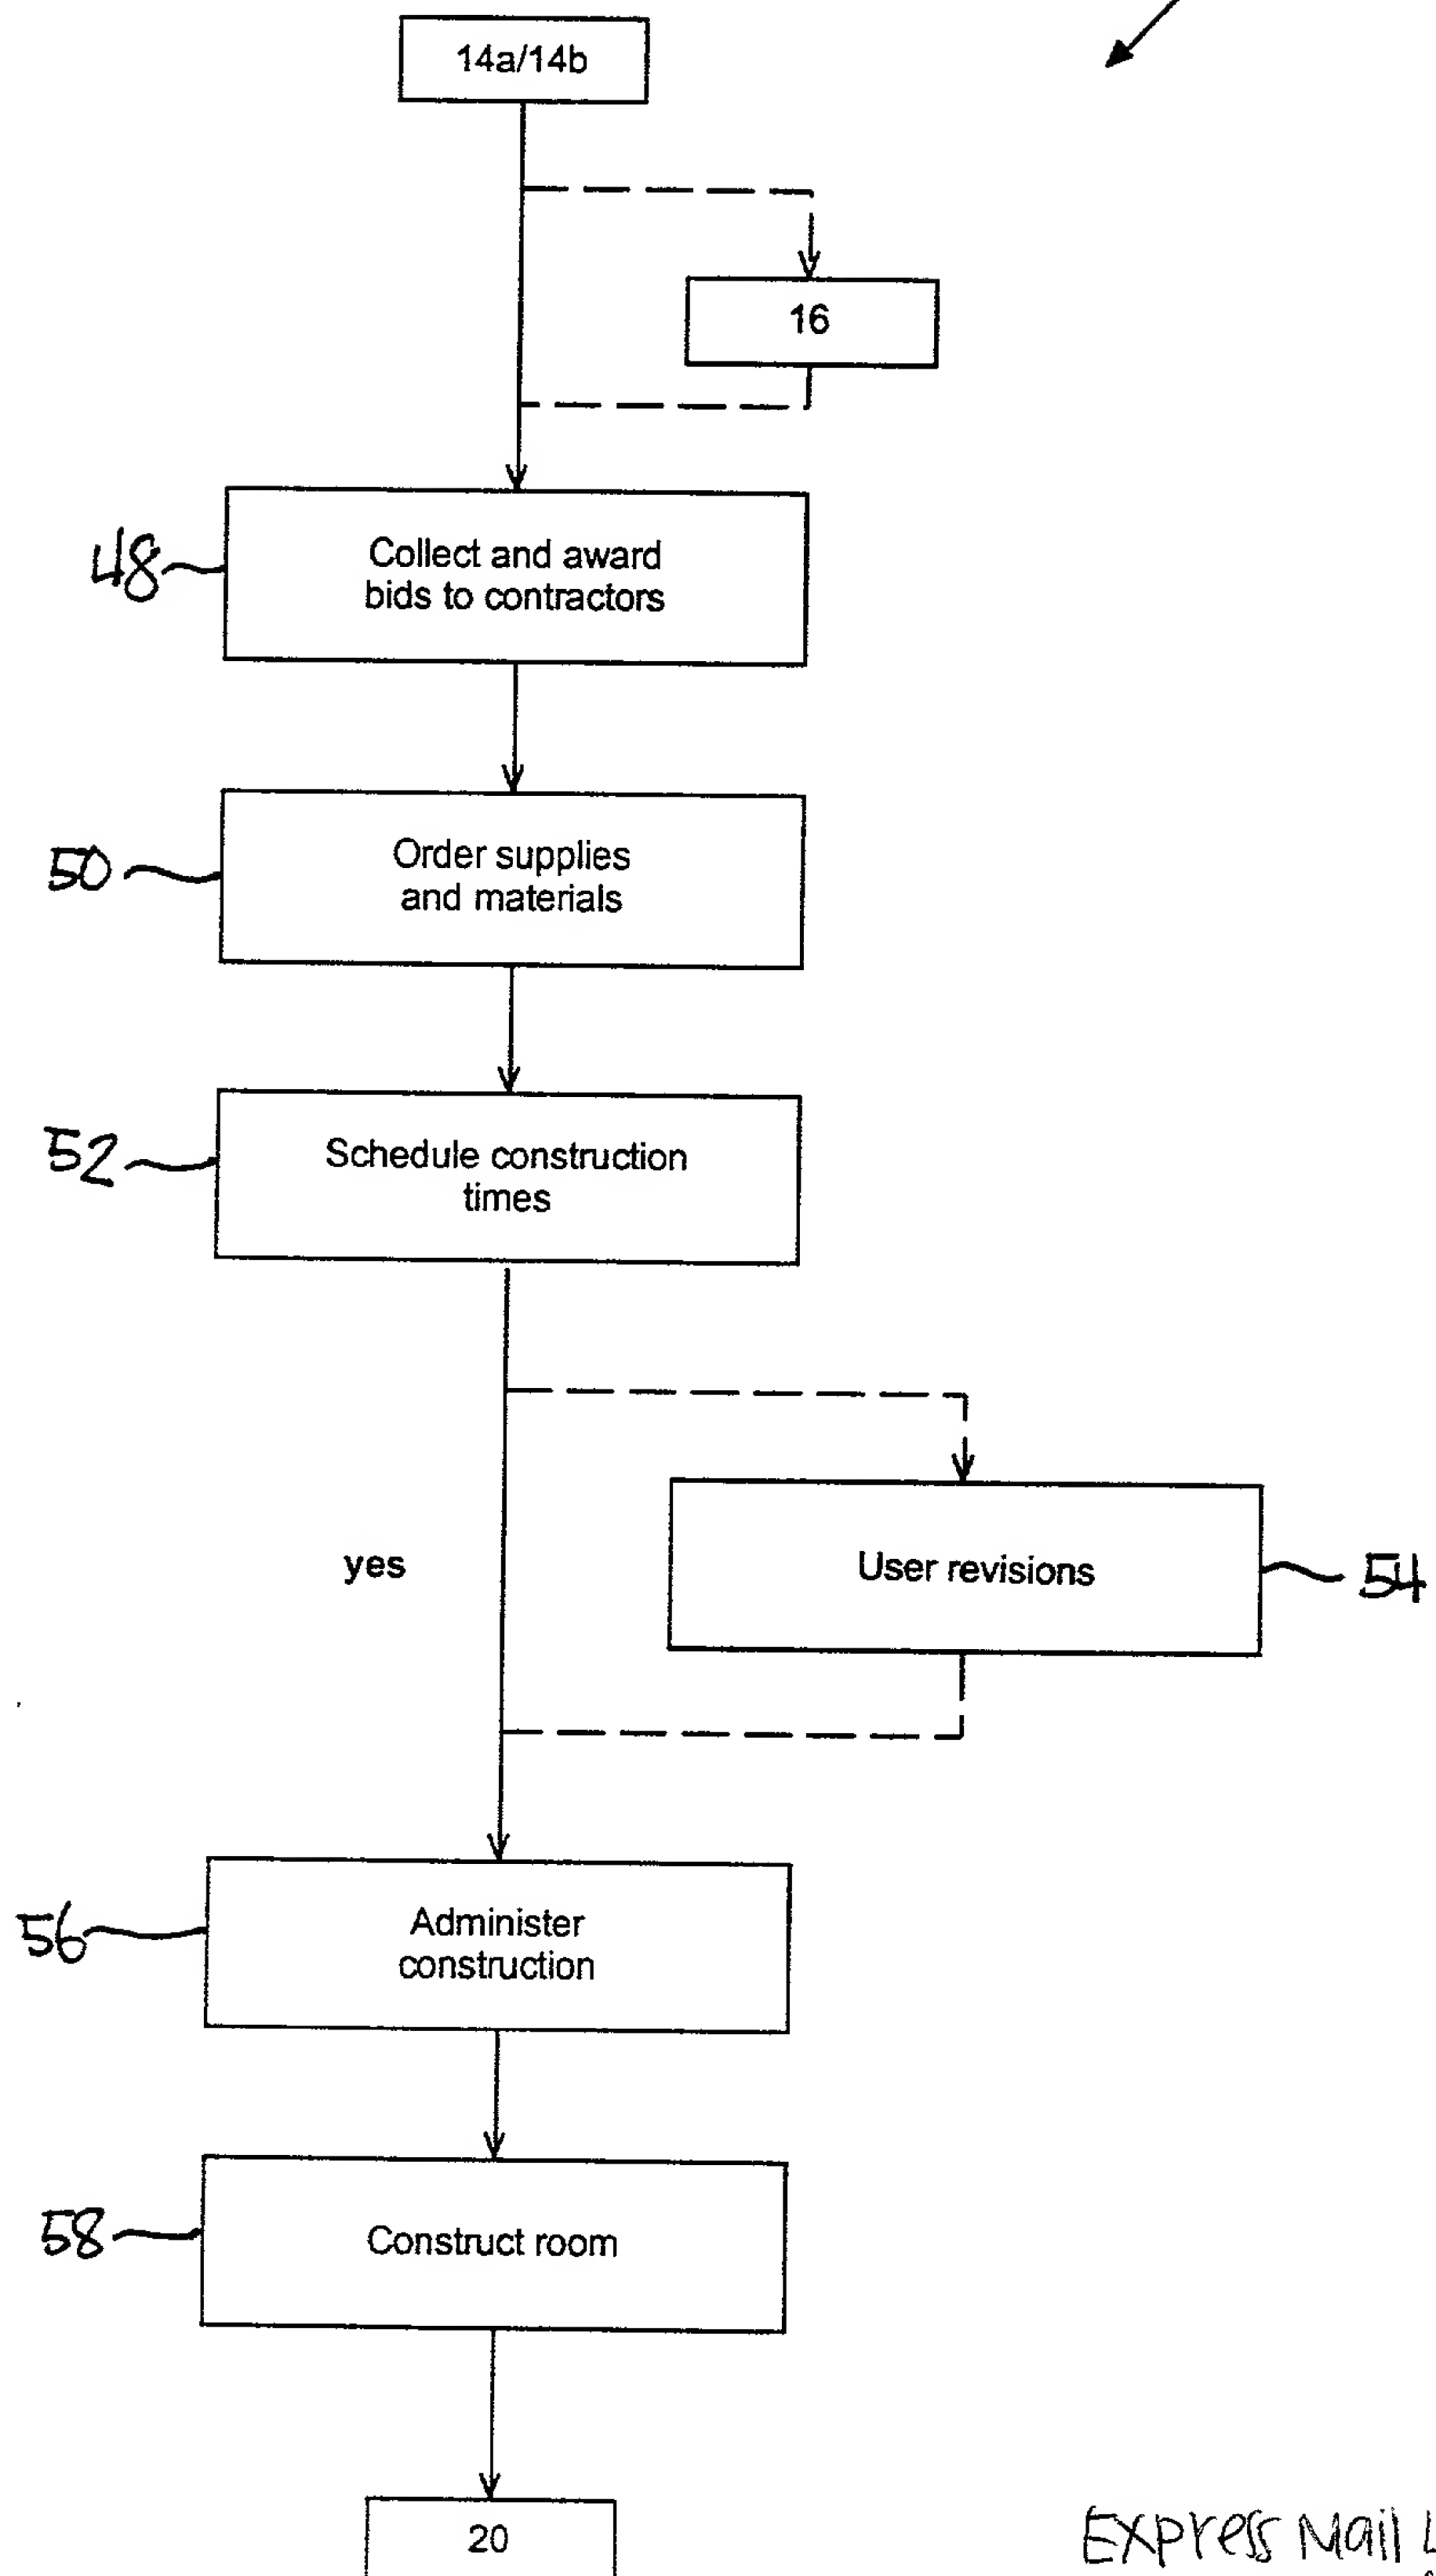 14a/14b
16
48
Collect and award
bids to contractors
50
Order supplies
and materials
52
Schedule construction
times
yes
User revisions
54
56
Administer
construction
58
Construct room
20
Express Mail